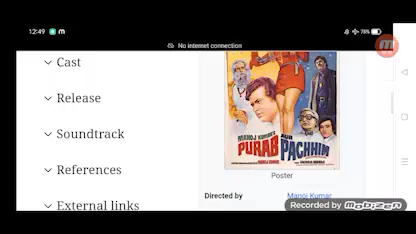 12:49
78%
No internet connection
Cast
Release
Soundtrack
References
External links
MANOJ KUMAR'S
PURAB AUR PACHHIM
Poster
Directed by Manoj Kumar
Recorded by MOBIZEN